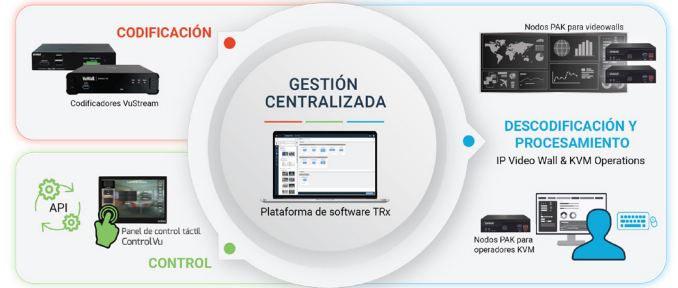 CODIFICACIÓN
Codificadores VuStream
API
Panel de control táctil
ControlVu
CONTROL
GESTIÓN
CENTRALIZADA
Plataforma de software TRx
Nodos PAK para videowalls
DESCODIFICACIÓN Y
PROCESAMIENTO
IP Video Wall & KVM Operations
Nodos PAK para
operadores KVM